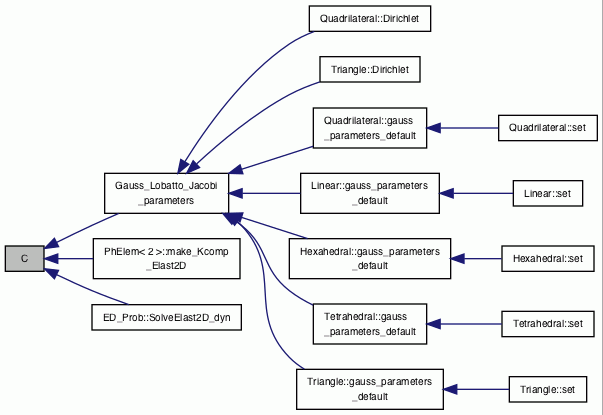 Quadrilateral::Dirichlet
Triangle::Dirichlet
Quadrilateral::gauss
_parameters_default
Quadrilateral::set
Gauss_Lobatto_Jacobi
_parameters
Linear::gauss_parameters
_default
Linear::set
C
PhElem< 2 >::make_Kcomp
_Elast2D
Hexahedral::gauss_parameters
_default
Hexahedral::set
ED_Prob::SolveElast2D_dyn
Tetrahedral::gauss
_parameters_default
Tetrahedral::set
Triangle::gauss_parameters
_default
Triangle::set